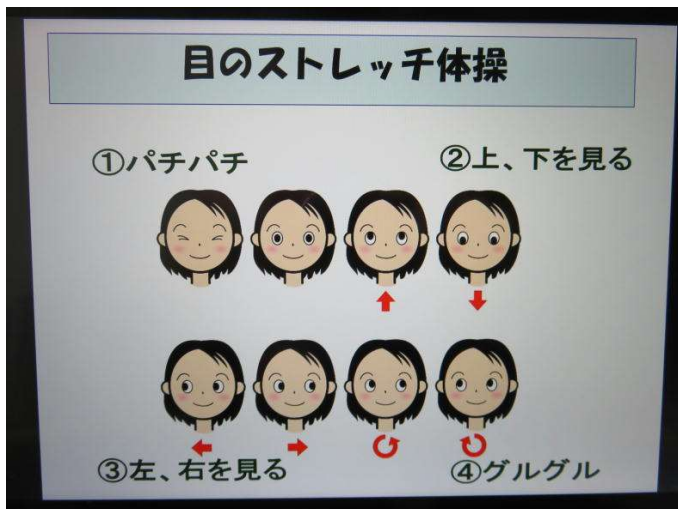 目のストレッチ体操
①パチパチ
②上、下を見る
③左、右を見る
④グルグル